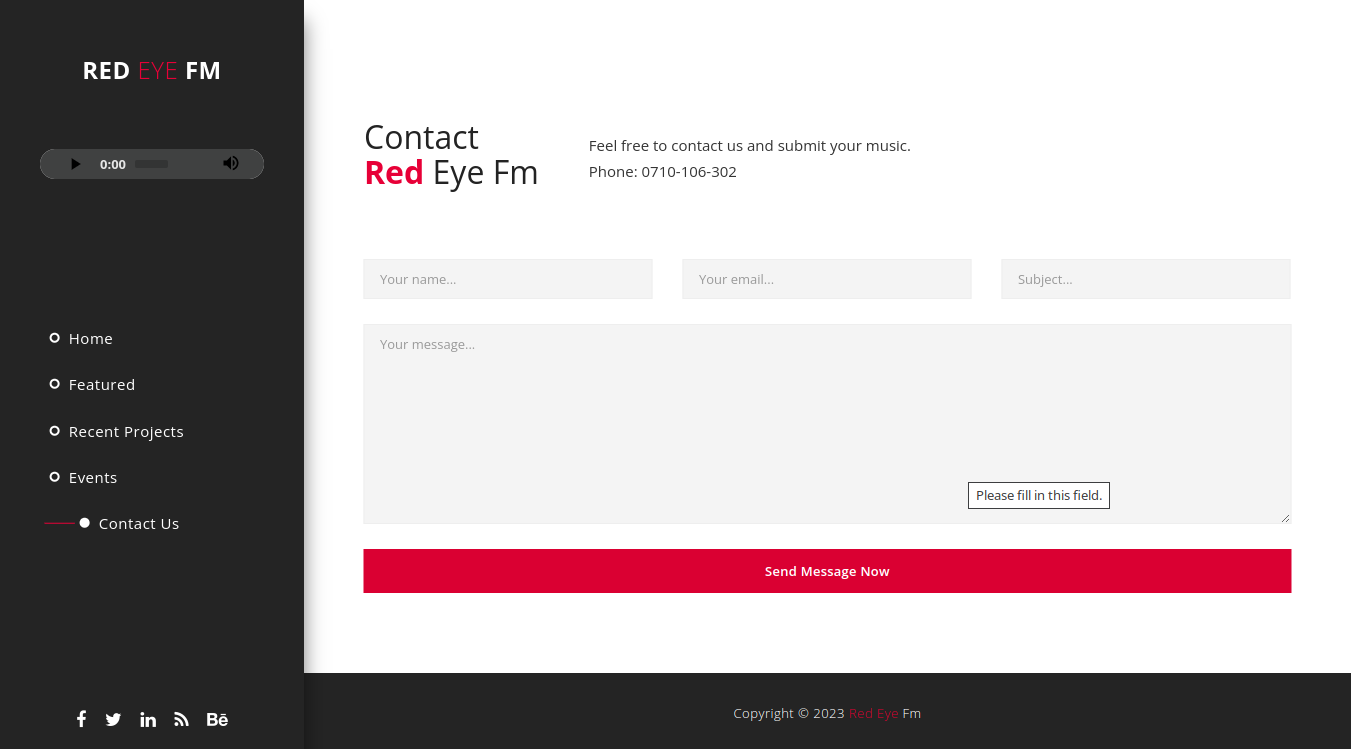 RED EYE FM
0:00
Home
Featured
Recent Projects
Events
Contact Us
Bē
Contact
Red Eye Fm
Feel free to contact us and submit your music.
Phone: 0710-106-302
Your name...
Your email...
Subject...
Your message...
Please fill in this field.
Send Message Now
Copyright © 2023 Red Eye Fm